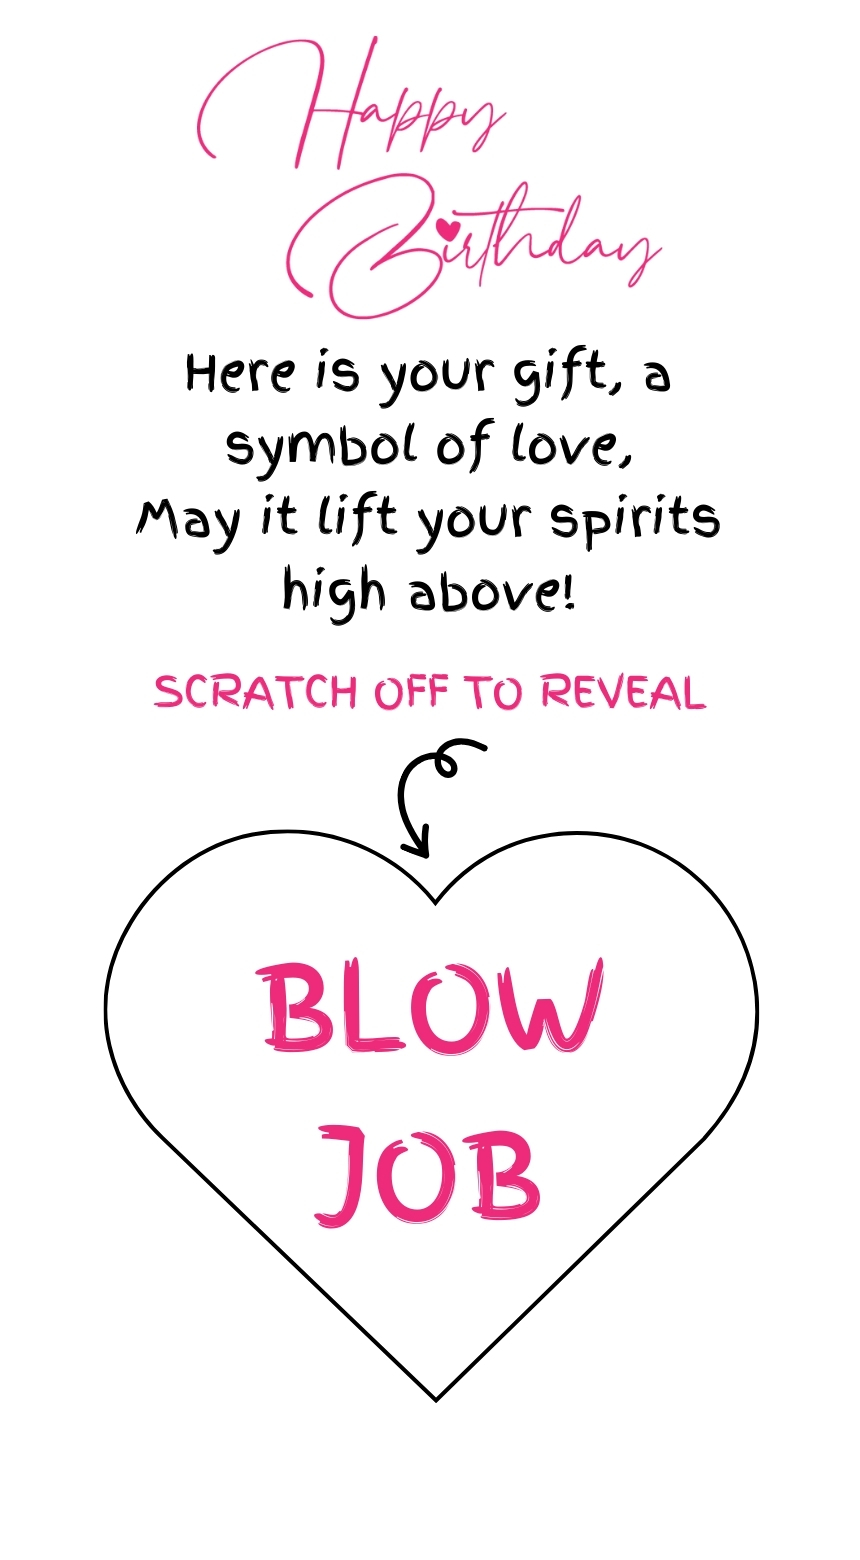 Happy
Birthday
Here is your gift, a
symbol of love,
May it lift your spirits
high above!
SCRATCH OFF TO REVEAL
BLOW
JOB